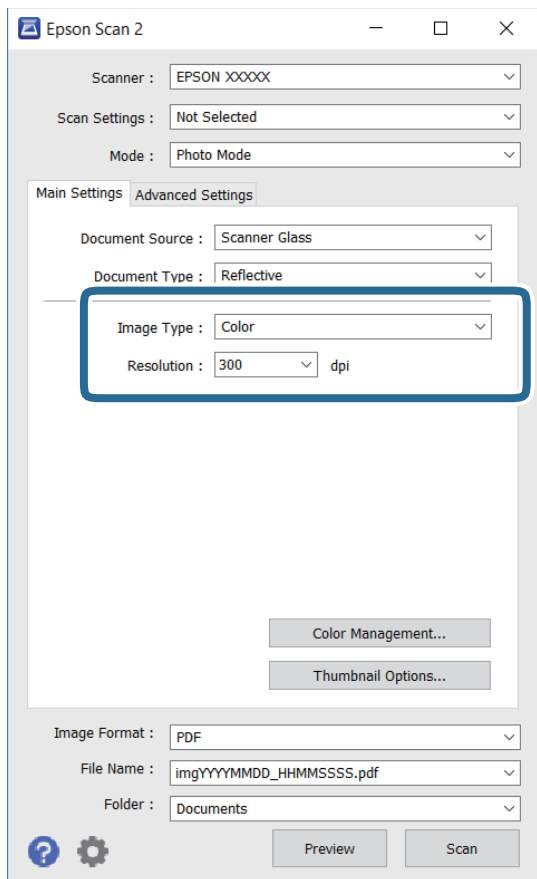 Epson Scan 2
Scanner : EPSON XXXXX
Scan Settings : Not Selected
Mode : Photo Mode
Main Settings Advanced Settings
Document Source : Scanner Glass
Document Type : Reflective
Image Type : Color
Resolution : 300 dpi
Color Management...
Thumbnail Options...
Image Format : PDF
File Name : imgYYYYMMDD_HHMMSSSS.pdf
Folder : Documents
? Preview Scan